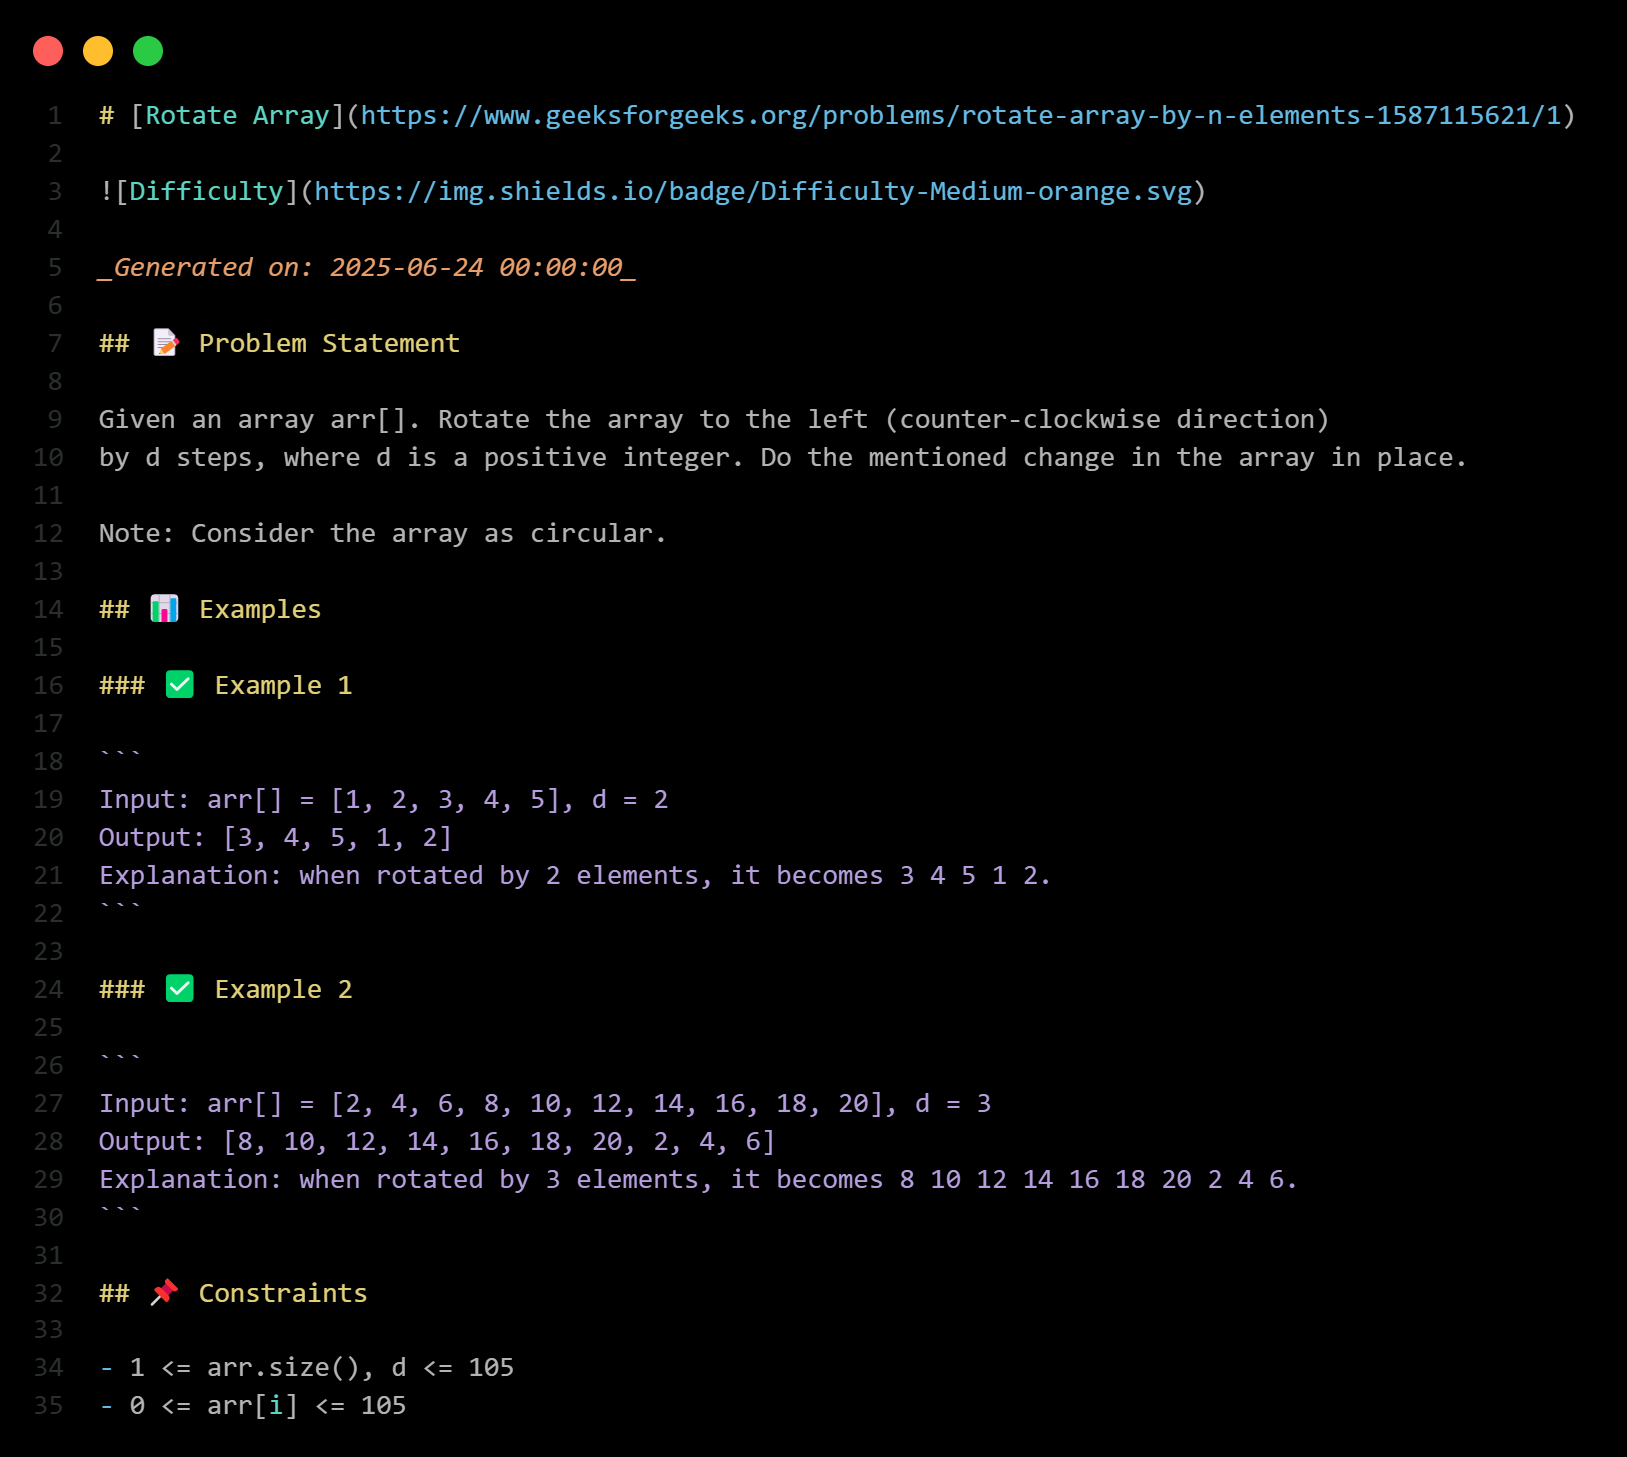 1 # [Rotate Array](https://www.geeksforgeeks.org/problems/rotate-array-by-n-elements-1587115621/1)
2
3 ![Difficulty](https://img.shields.io/badge/Difficulty-Medium-orange.svg)
4
5 _Generated on: 2025-06-24 00:00:00_
6
7 ## 📝 Problem Statement
8
9 Given an array arr[]. Rotate the array to the left (counter-clockwise direction)
10 by d steps, where d is a positive integer. Do the mentioned change in the array in place.
11
12 Note: Consider the array as circular.
13
14 ## 📊 Examples
15
16 ### ✅ Example 1
17
18 ```
19 Input: arr[] = [1, 2, 3, 4, 5], d = 2
20 Output: [3, 4, 5, 1, 2]
21 Explanation: when rotated by 2 elements, it becomes 3 4 5 1 2.
22 ```
23
24 ### ✅ Example 2
25
26 ```
27 Input: arr[] = [2, 4, 6, 8, 10, 12, 14, 16, 18, 20], d = 3
28 Output: [8, 10, 12, 14, 16, 18, 20, 2, 4, 6]
29 Explanation: when rotated by 3 elements, it becomes 8 10 12 14 16 18 20 2 4 6.
30 ```
31
32 ## 📌 Constraints
33
34 - 1 <= arr.size(), d <= 105
35 - 0 <= arr[i] <= 105